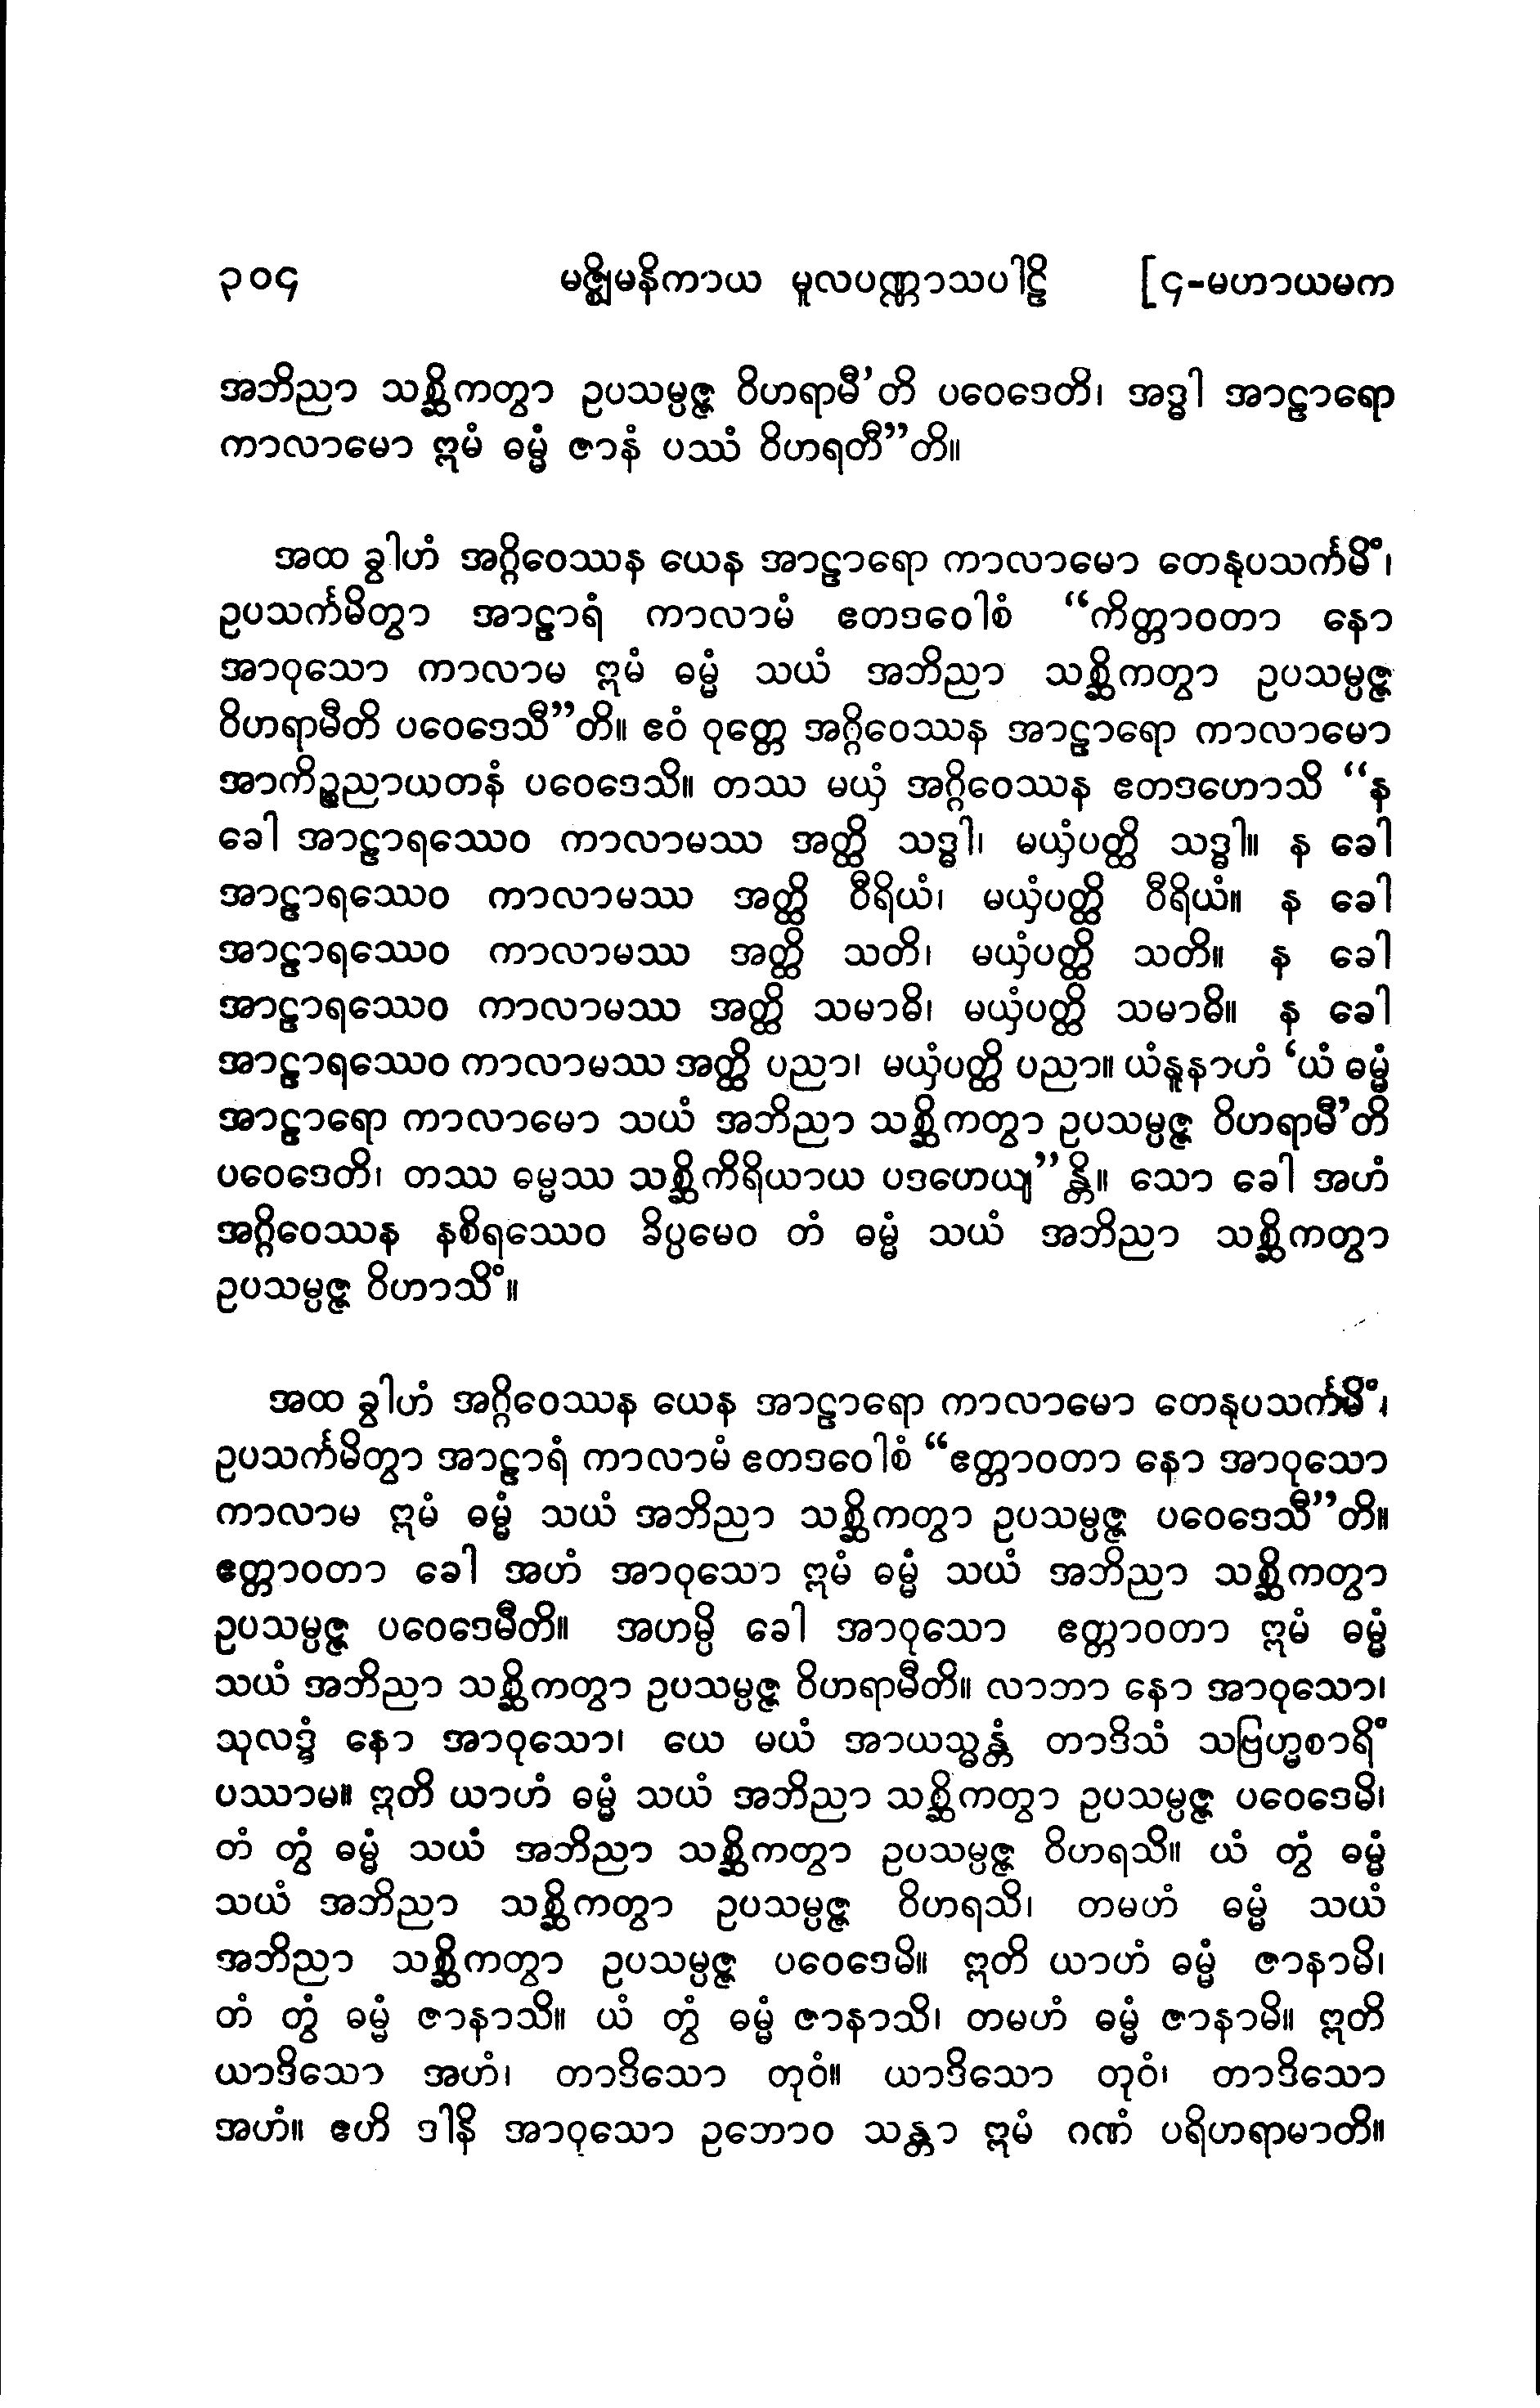 ၃၀၄ မဇ္ဈိမနိကာယ မူလပဏ္ဏာသပါဠိ [၄-မဟာယမက
အဘိညာ သစ္ဆိကတွာ ဥပသမ္ပဇ္ဇ ဝိဟရာမီ’တိ ပဝေဒေတိ၊ အဒ္ဓါ အာဠာရော
ကာလာမော ဣမံ ဓမ္မံ ဇာနံ ပဿံ ဝိဟရတီ”တိ။
အထ ခွါဟံ အဂ္ဂိဝေဿန ယေန အာဠာရော ကာလာမော တေနုပသင်္ကမိံ၊
ဥပသင်္ကမိတွာ အာဠာရံ ကာလာမံ ဧတဒဝေါစံ “ကိတ္တာဝတာ နော
အာဝုသော ကာလာမ ဣမံ ဓမ္မံ သယံ အဘိညာ သစ္ဆိကတွာ ဥပသမ္ပဇ္ဇ
ဝိဟရာမီတိ ပဝေဒေသီ”တိ။ ဧဝံ ဝုတ္တေ အဂ္ဂိဝေဿန အာဠာရော ကာလာမော
အာကိဉ္စညာယတနံ ပဝေဒေသိ။ တဿ မယှံ အဂ္ဂိဝေဿန ဧတဒဟောသိ “န
ခေါ အာဠာရဿေဝ ကာလာမဿ အတ္ထိ သဒ္ဓါ၊ မယှံပတ္ထိ သဒ္ဓါ။ န ခေါ
အာဠာရဿေဝ ကာလာမဿ အတ္ထိ ဝီရိယံ၊ မယှံပတ္ထိ ဝီရိယံ။ န ခေါ
အာဠာရဿေဝ ကာလာမဿ အတ္ထိ သတိ၊ မယှံပတ္ထိ သတိ။ န ခေါ
အာဠာရဿေဝ ကာလာမဿ အတ္ထိ သမာဓိ၊ မယှံပတ္ထိ သမာဓိ။ န ခေါ
အာဠာရဿေဝ ကာလာမဿ အတ္ထိ ပညာ၊ မယှံပတ္ထိ ပညာ။ ယံနူနာဟံ ‘ယံ ဓမ္မံ
အာဠာရော ကာလာမော သယံ အဘိညာ သစ္ဆိကတွာ ဥပသမ္ပဇ္ဇ ဝိဟရာမီ’တိ
ပဝေဒေတိ၊ တဿ ဓမ္မဿ သစ္ဆိကိရိယာယ ပဒဟေယျ”န္တိ။ သော ခေါ အဟံ
အဂ္ဂိဝေဿန နစိရဿေဝ ခိပ္ပမေဝ တံ ဓမ္မံ သယံ အဘိညာ သစ္ဆိကတွာ
ဥပသမ္ပဇ္ဇ ဝိဟာသိံ။
အထ ခွါဟံ အဂ္ဂိဝေဿန ယေန အာဠာရော ကာလာမော တေနုပသင်္ကမိံ၊
ဥပသင်္ကမိတွာ အာဠာရံ ကာလာမံ ဧတဒဝေါစံ “ဧတ္တာဝတာ နော အာဝုသော
ကာလာမ ဣမံ ဓမ္မံ သယံ အဘိညာ သစ္ဆိကတွာ ဥပသမ္ပဇ္ဇ ပဝေဒေသီ”တိ။
ဧတ္တာဝတာ ခေါ အဟံ အာဝုသော ဣမံ ဓမ္မံ သယံ အဘိညာ သစ္ဆိကတွာ
ဥပသမ္ပဇ္ဇ ပဝေဒေမီတိ။ အဟမ္ပိ ခေါ အာဝုသော ဧတ္တာဝတာ ဣမံ ဓမ္မံ
သယံ အဘိညာ သစ္ဆိကတွာ ဥပသမ္ပဇ္ဇ ဝိဟရာမီတိ။ လာဘာ နော အာဝုသော၊
သုလဒ္ဓံ နော အာဝုသော၊ ယေ မယံ အာယသ္မန္တံ တာဒိသံ သဗြဟ္မစာရိံ
ပဿာမ။ ဣတိ ယာဟံ ဓမ္မံ သယံ အဘိညာ သစ္ဆိကတွာ ဥပသမ္ပဇ္ဇ ပဝေဒေမိ၊
တံ တွံ ဓမ္မံ သယံ အဘိညာ သစ္ဆိကတွာ ဥပသမ္ပဇ္ဇ ဝိဟရသိ။ ယံ တွံ ဓမ္မံ
သယံ အဘိညာ သစ္ဆိကတွာ ဥပသမ္ပဇ္ဇ ဝိဟရသိ၊ တမဟံ ဓမ္မံ သယံ
အဘိညာ သစ္ဆိကတွာ ဥပသမ္ပဇ္ဇ ပဝေဒေမိ။ ဣတိ ယာဟံ ဓမ္မံ ဇာနာမိ၊
တံ တွံ ဓမ္မံ ဇာနာသိ။ ယံ တွံ ဓမ္မံ ဇာနာသိ၊ တမဟံ ဓမ္မံ ဇာနာမိ။ ဣတိ
ယာဒိသော အဟံ၊ တာဒိသော တုဝံ။ ယာဒိသော တုဝံ၊ တာဒိသော
အဟံ။ ဧဟိ ဒါနိ အာဝုသော ဥဘောဝ သန္တာ ဣမံ ဂဏံ ပရိဟရာမာတိ။